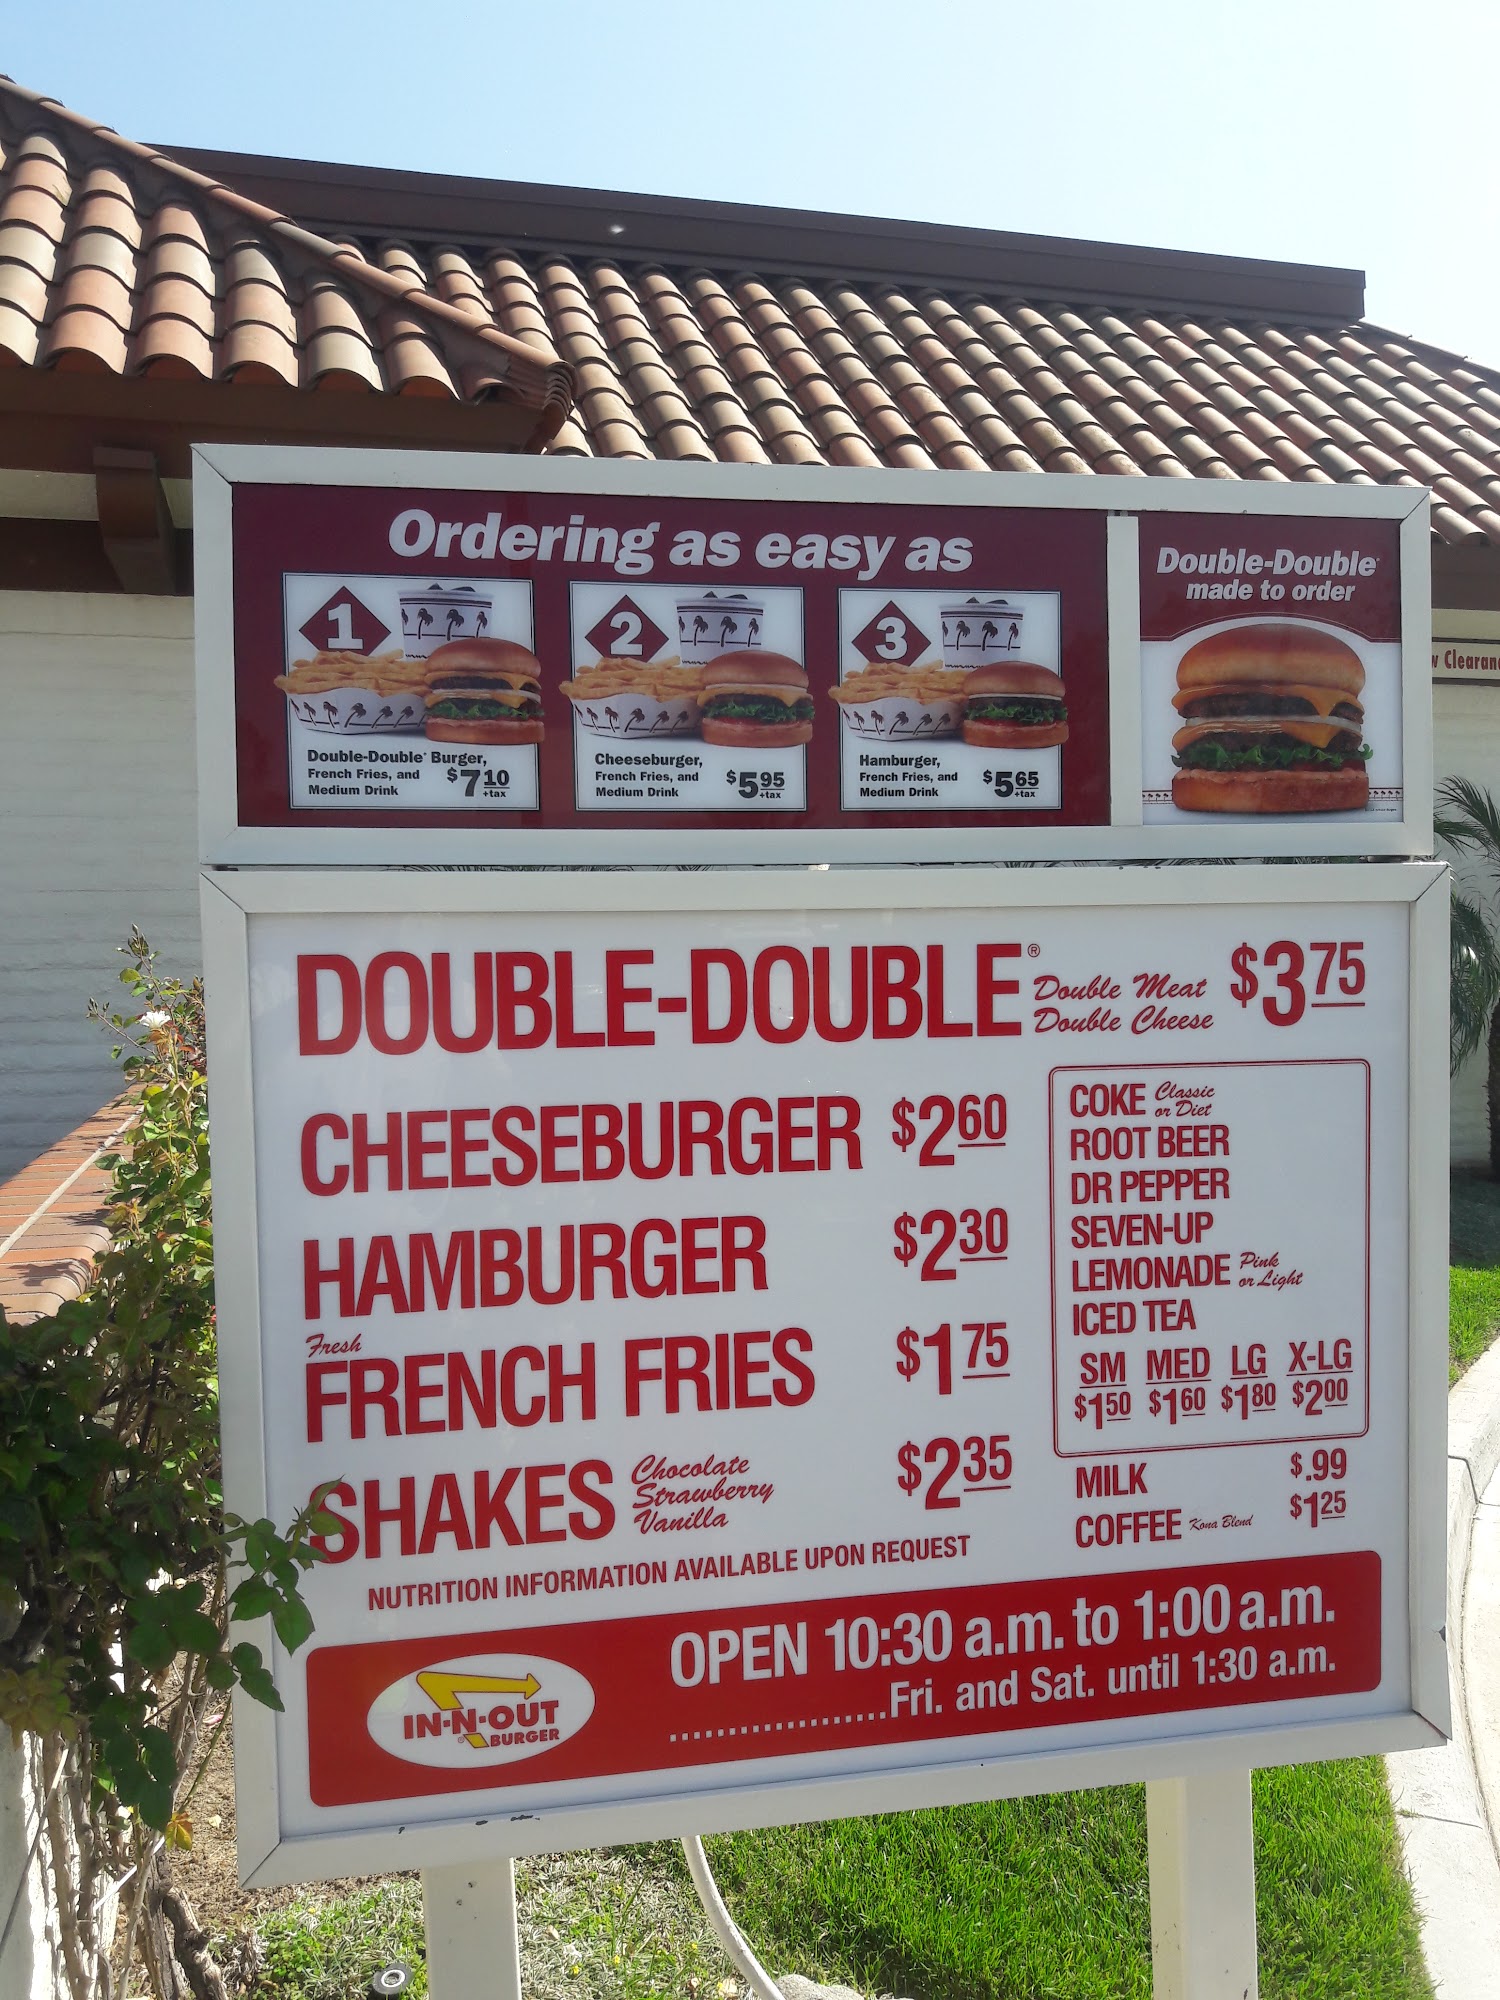 Ordering as easy as
1
Double-Double® Burger,
French Fries, and
Medium Drink
$7 10
+tax
2
Cheeseburger,
French Fries, and
Medium Drink
$5 95
+tax
3
Hamburger,
French Fries, and
Medium Drink
$5 65
+tax
Double-Double®
made to order
Clearan
DOUBLE-DOUBLE® Double Meat Double Cheese $3 75
CHEESEBURGER $2 60
HAMBURGER $2 30
Fresh
FRENCH FRIES $1 75
SHAKES Chocolate Strawberry Vanilla $2 35
NUTRITION INFORMATION AVAILABLE UPON REQUEST
COKE Classic or Diet
ROOT BEER
DR PEPPER
SEVEN-UP
LEMONADE Pink or Light
ICED TEA
SM MED LG X-LG
$1 50 $1 60 $1 80 $2 00
MILK $.99
COFFEE Kona Blend $1 25
IN-N-OUT
® BURGER
OPEN 10:30 a.m. to 1:00 a.m.
....................Fri. and Sat. until 1:30 a.m.